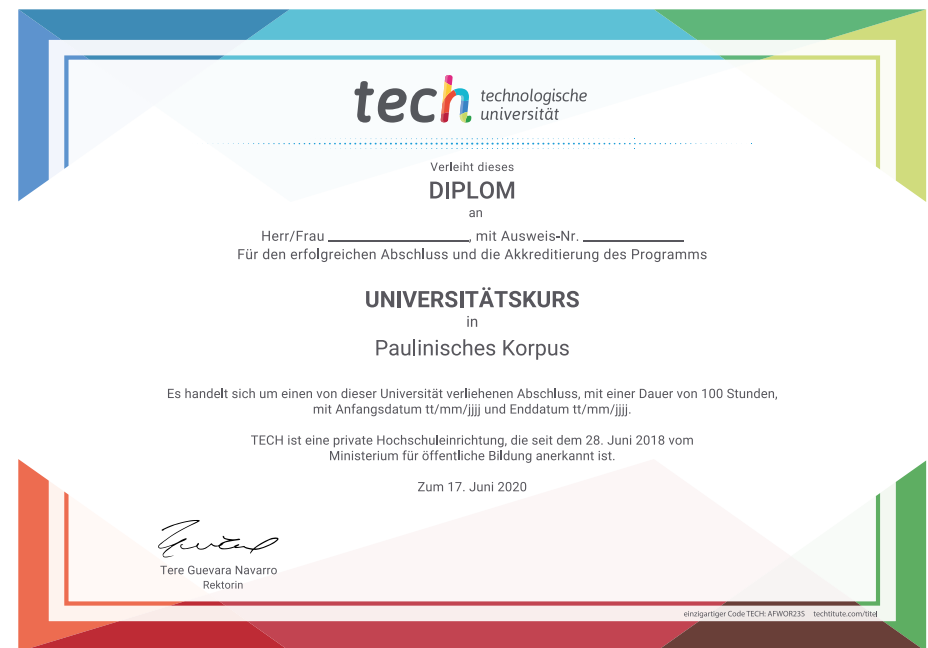 tech technologische
universität
Verleiht dieses
DIPLOM
an
Herr/Frau ____________________, mit Ausweis-Nr. ______________
Für den erfolgreichen Abschluss und die Akkreditierung des Programms
UNIVERSITÄTSKURS
in
Paulinisches Korpus
Es handelt sich um einen von dieser Universität verliehenen Abschluss, mit einer Dauer von 100 Stunden,
mit Anfangsdatum tt/mm/jjjj und Enddatum tt/mm/jjjj.
TECH ist eine private Hochschuleinrichtung, die seit dem 28. Juni 2018 vom
Ministerium für öffentliche Bildung anerkannt ist.
Zum 17. Juni 2020
Tere Guevara Navarro
Rektorin
einzigartiger Code TECH: AFWOR23S techtitute.com/titel